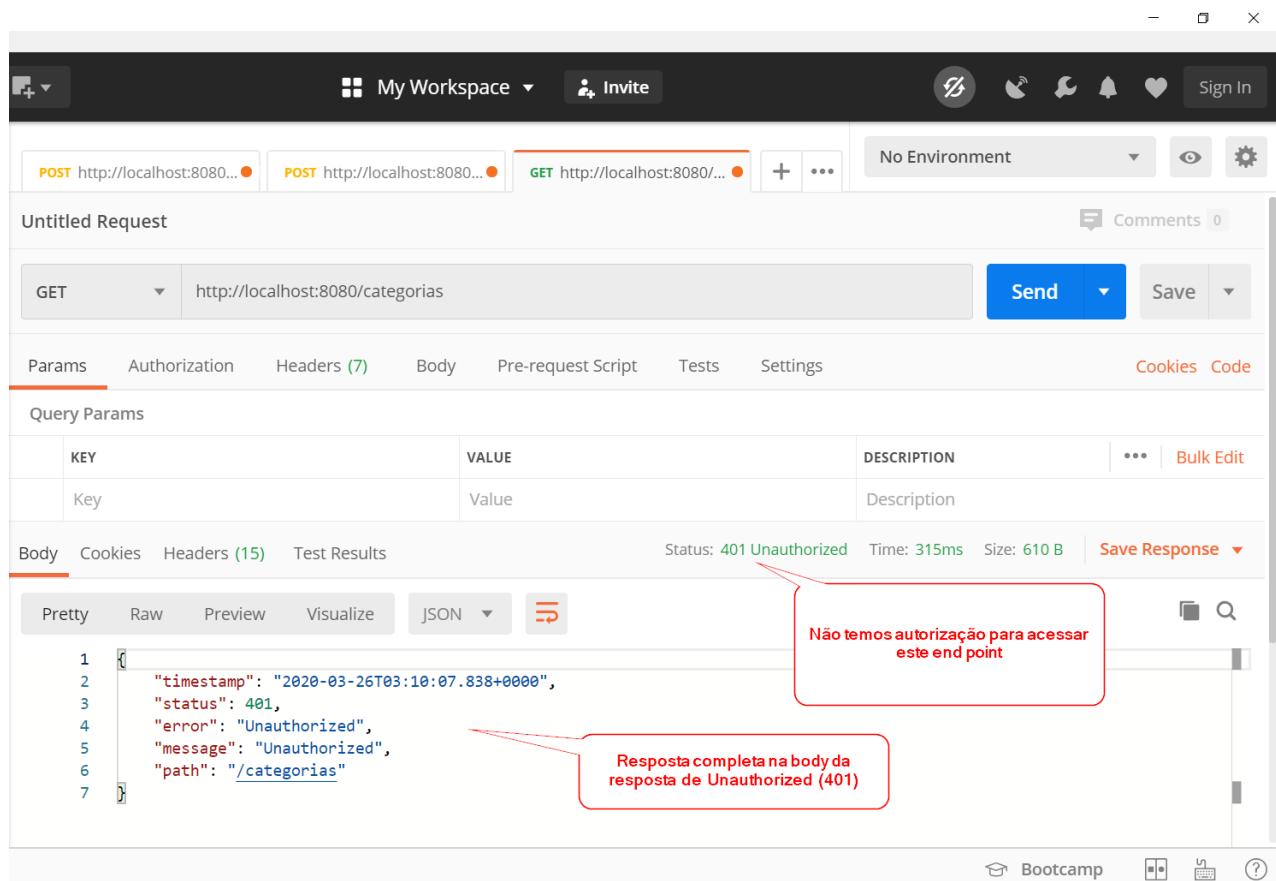 My Workspace
Invite
Sign In
POST http://localhost:8080...
POST http://localhost:8080...
GET http://localhost:8080/...
No Environment
Untitled Request
Comments 0
GET
http://localhost:8080/categorias
Send
Save
Params Authorization Headers (7) Body Pre-request Script Tests Settings Cookies Code
Query Params
KEY VALUE DESCRIPTION Bulk Edit
Key Value Description
Body Cookies Headers (15) Test Results Status: 401 Unauthorized Time: 315ms Size: 610 B Save Response
Pretty Raw Preview Visualize JSON
Não temos autorização para acessar
este end point
1 {
2 "timestamp": "2020-03-26T03:10:07.838+0000",
3 "status": 401,
4 "error": "Unauthorized",
5 "message": "Unauthorized",
6 "path": "/categorias"
7 }
Resposta completa na body da
resposta de Unauthorized (401)
Bootcamp